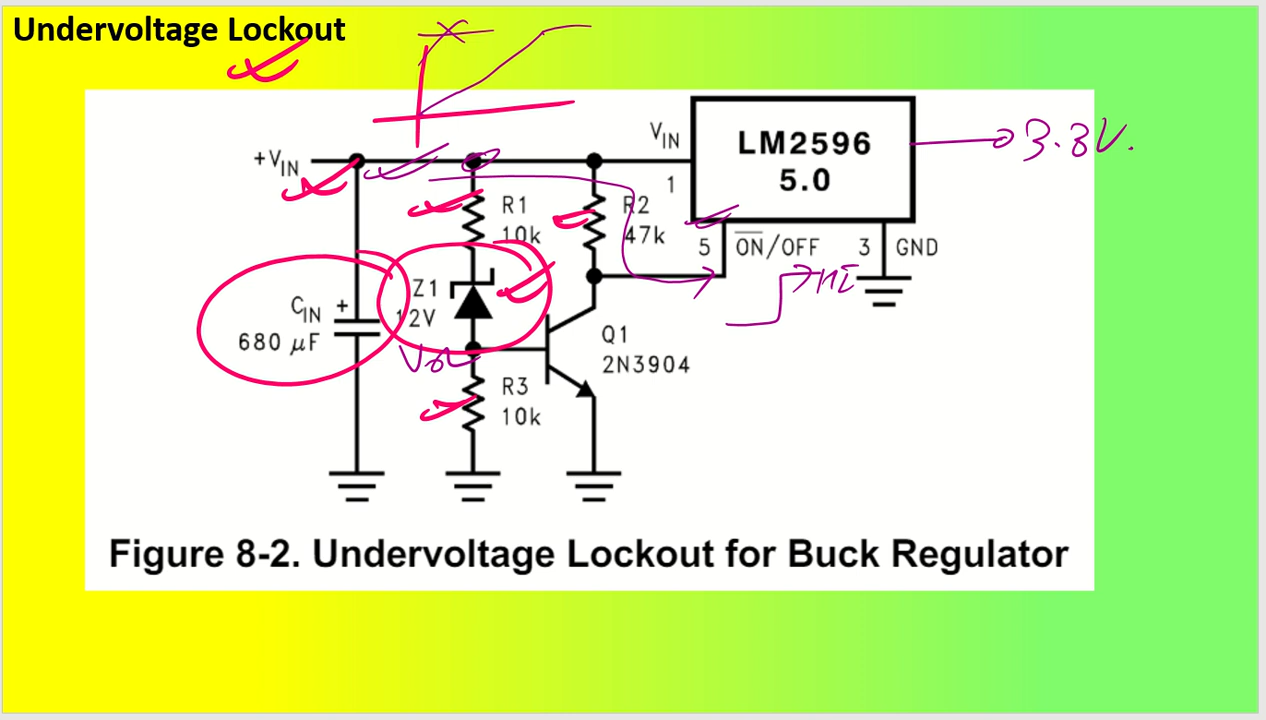 Undervoltage Lockout
+VIN
VIN
1
LM2596
5.0
3.3V.
R1
10k
R2
47k
5
ON/OFF
3
GND
HI
CIN
+
680 µF
Z1
12V
Q1
2N3904
R3
10k
Figure 8-2. Undervoltage Lockout for Buck Regulator